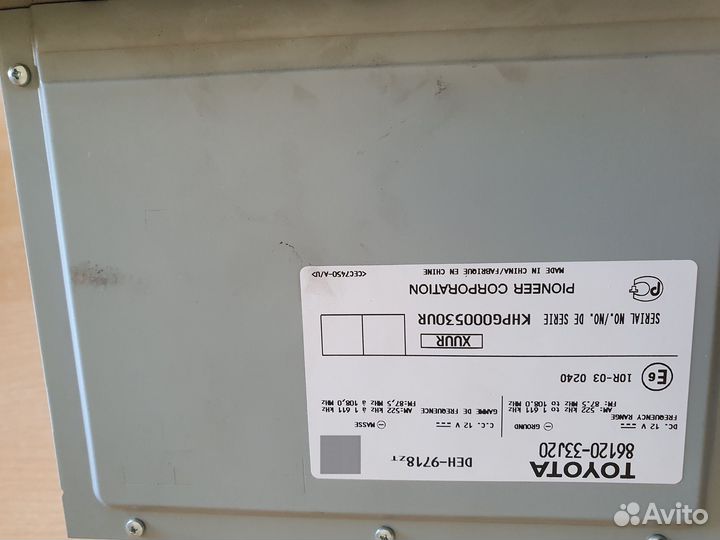 TOYOTA
86120-33J20
DEH-9718ZT
DC. 12 V ⎓ ⊖ GROUND
C.C. 12 V ⎓ ⊖ MASSE
FREQUENCY RANGE
GAMME DE FREQUENCE
AM: 522 kHz to 1 611 kHz
AM:522 kHz à 1 611 kHz
FM: 87.5 MHz to 108.0 MHz
FM:87,5 MHz à 108,0 MHz
E6
10R-03 0240
XUUR
SERIAL NO./NO. DE SERIE KHPG000530UR
PIONEER CORPORATION
MADE IN CHINA/FABRIQUE EN CHINE
<CEC7450-A/U>
Avito